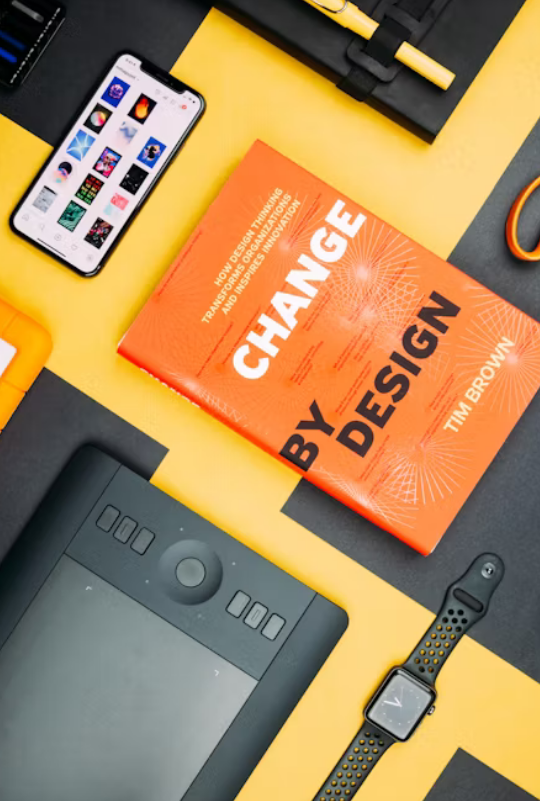 HOW DESIGN THINKING
TRANSFORMS ORGANIZATIONS
AND INSPIRES INNOVATION
CHANGE
BY
DESIGN
TIM BROWN